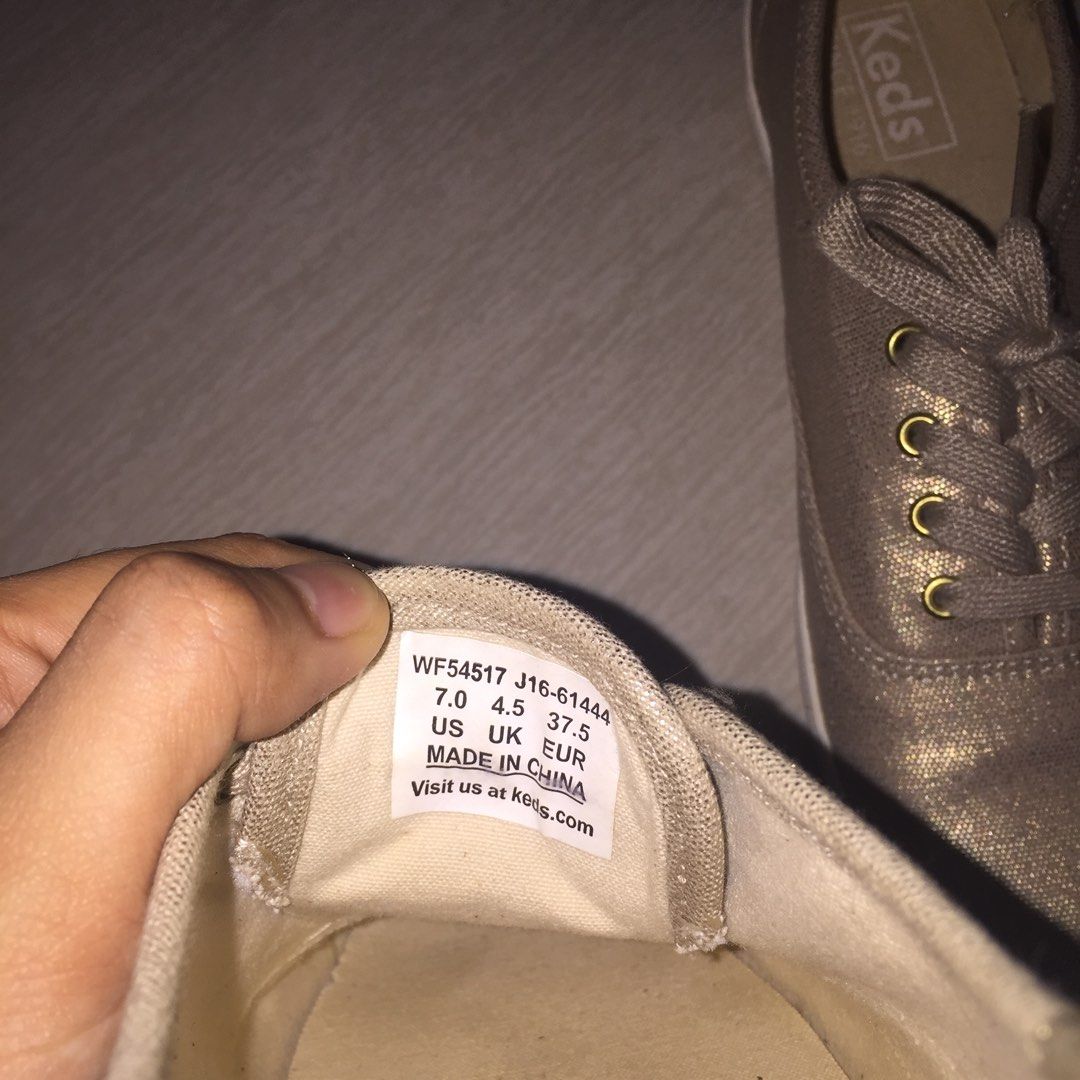 Keds
WF54517 J16-61444
7.0 4.5 37.5
US UK EUR
MADE IN CHINA
Visit us at keds.com